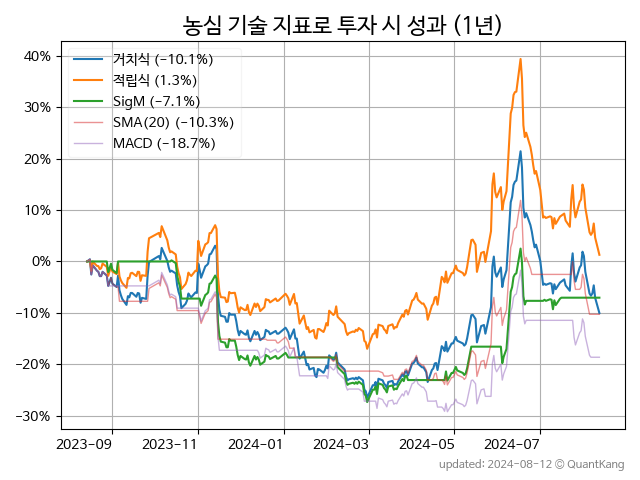 농심 기술 지표로 투자 시 성과 (1년)
거치식 (−10.1%)
적립식 (1.3%)
SigM (−7.1%)
SMA(20) (−10.3%)
MACD (−18.7%)
40%
30%
20%
10%
0%
−10%
−20%
−30%
2023−09 2023−11 2024−01 2024−03 2024−05 2024−07
updated: 2024-08-12 © QuantKang